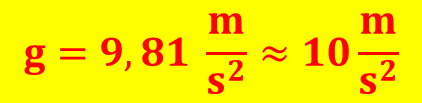 g = 9,81 m/s² ≈ 10 m/s²